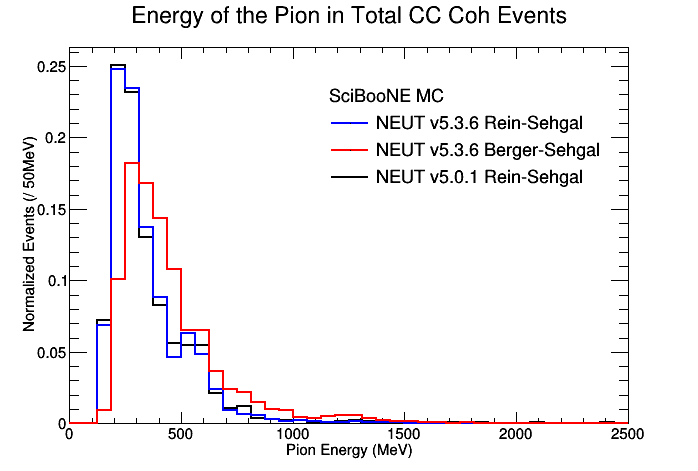 Energy of the Pion in Total CC Coh Events
Normalized Events (/ 50MeV)
0.25
0.2
0.15
0.1
0.05
0
SciBooNE MC
NEUT v5.3.6 Rein-Sehgal
NEUT v5.3.6 Berger-Sehgal
NEUT v5.0.1 Rein-Sehgal
0 500 1000 1500 2000 2500
Pion Energy (MeV)